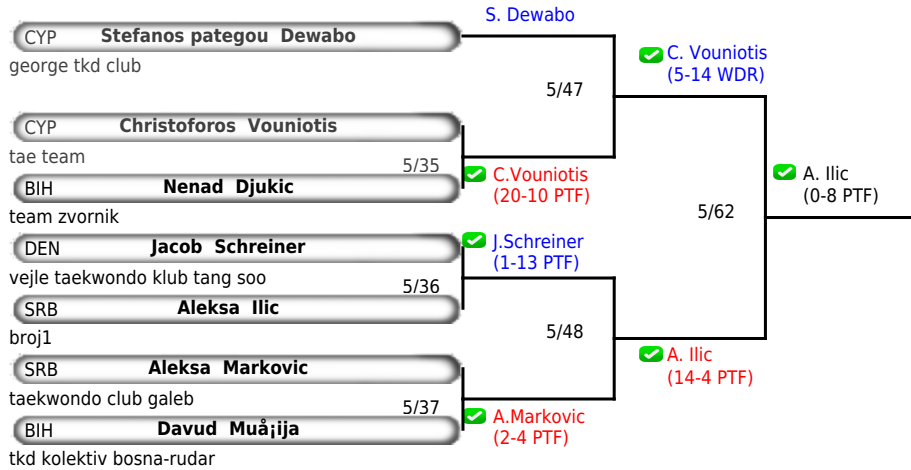 S. Dewabo
CYP Stefanos pategou Dewabo
george tkd club
C. Vouniotis
(5-14 WDR)
5/47
CYP Christoforos Vouniotis
tae team
5/35
BIH Nenad Djukic
team zvornik
C.Vouniotis
(20-10 PTF)
A. Ilic
(0-8 PTF)
5/62
DEN Jacob Schreiner
vejle taekwondo klub tang soo
J.Schreiner
(1-13 PTF)
5/36
SRB Aleksa Ilic
broj1
5/48
SRB Aleksa Markovic
taekwondo club galeb
A. Ilic
(14-4 PTF)
5/37
BIH Davud Muå¡ija
tkd kolektiv bosna-rudar
A.Markovic
(2-4 PTF)